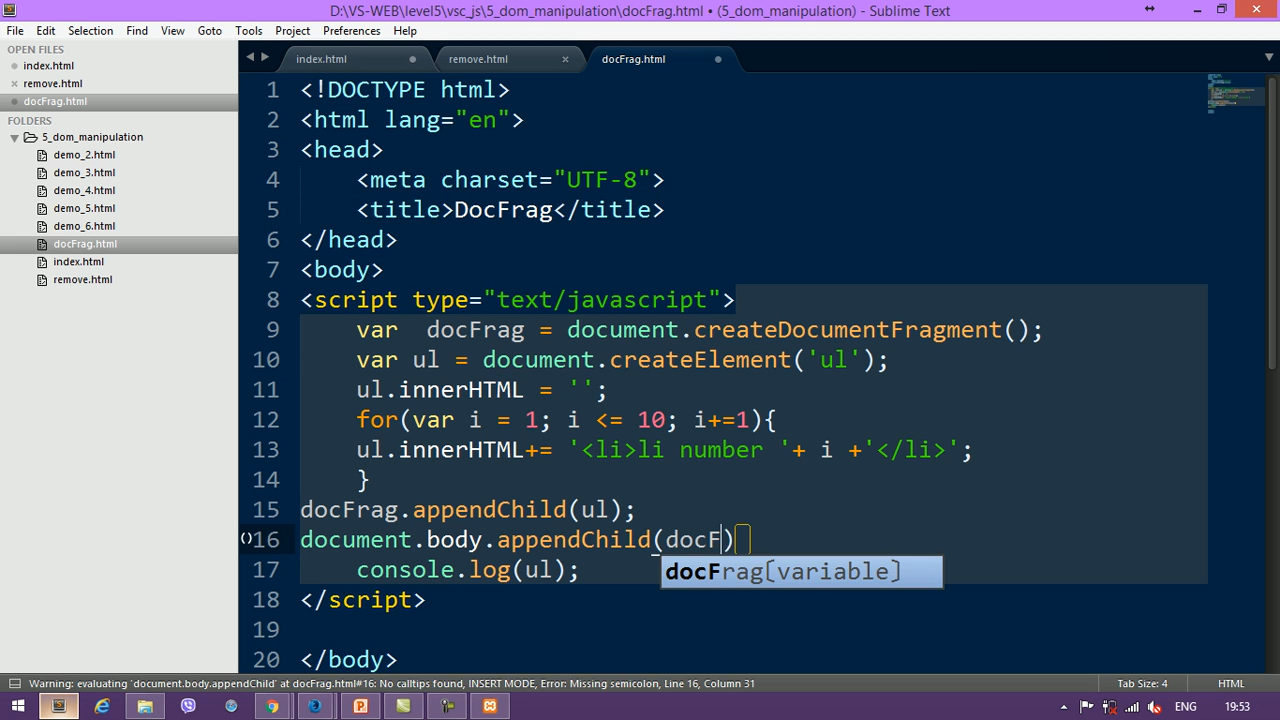 D:\VS-WEB\level5\vsc_js\5_dom_manipulation\docFrag.html • (5_dom_manipulation) - Sublime Text
File Edit Selection Find View Goto Tools Project Preferences Help
OPEN FILES
index.html
remove.html
docFrag.html
FOLDERS
5_dom_manipulation
demo_2.html
demo_3.html
demo_4.html
demo_5.html
demo_6.html
docFrag.html
index.html
remove.html
index.html remove.html docFrag.html
1 <!DOCTYPE html>
2 <html lang="en">
3 <head>
4 <meta charset="UTF-8">
5 <title>DocFrag</title>
6 </head>
7 <body>
8 <script type="text/javascript">
9 var  docFrag = document.createDocumentFragment();
10 var ul = document.createElement('ul');
11 ul.innerHTML = '';
12 for(var i = 1; i <= 10; i+=1){
13 ul.innerHTML+= '<li>li number '+ i +'</li>';
14 }
15 docFrag.appendChild(ul);
16 document.body.appendChild(docF)
docFrag[variable]
17 console.log(ul);
18 </script>
19
20 </body>
Warning: evaluating 'document.body.appendChild' at docFrag.html#16: No calltips found, INSERT MODE, Error: Missing semicolon, Line 16, Column 31 Tab Size: 4 HTML
ENG 19:53